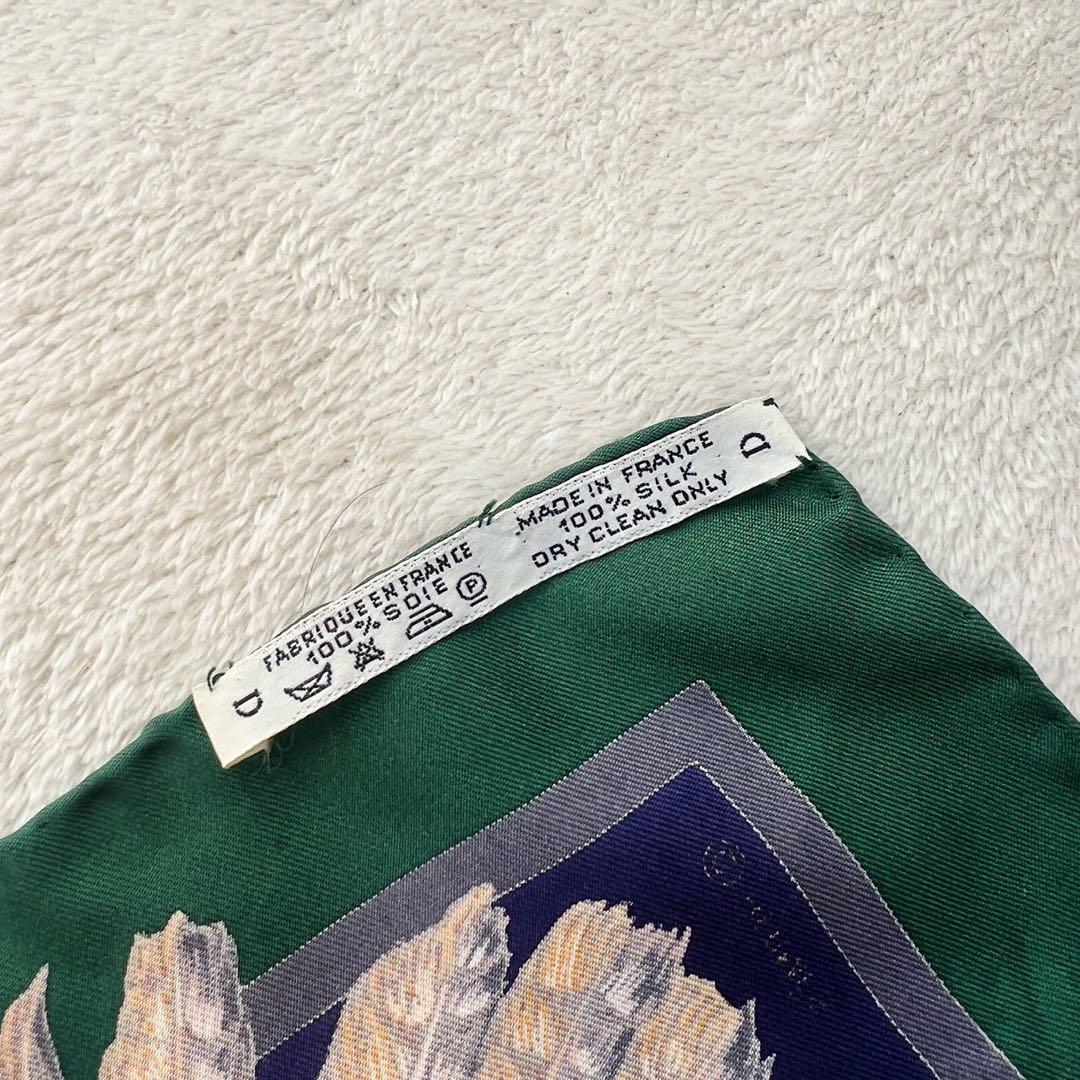 D
FABRIQUE EN FRANCE
100% SOIE
P
MADE IN FRANCE
100% SILK
DRY CLEAN ONLY
D
©